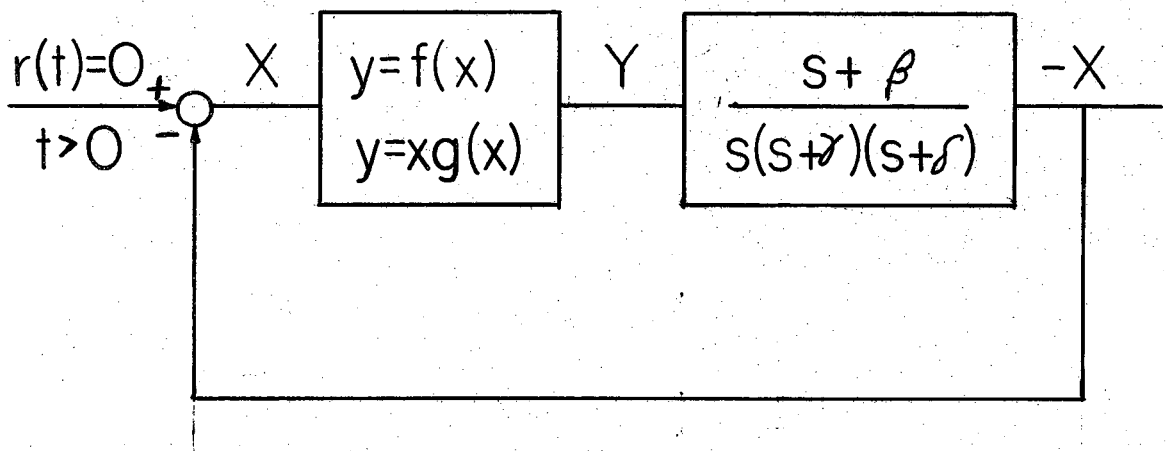 r(t)=0
+
t>0
-
X
y=f(x)
y=xg(x)
Y
s+β
s(s+γ)(s+δ)
-X